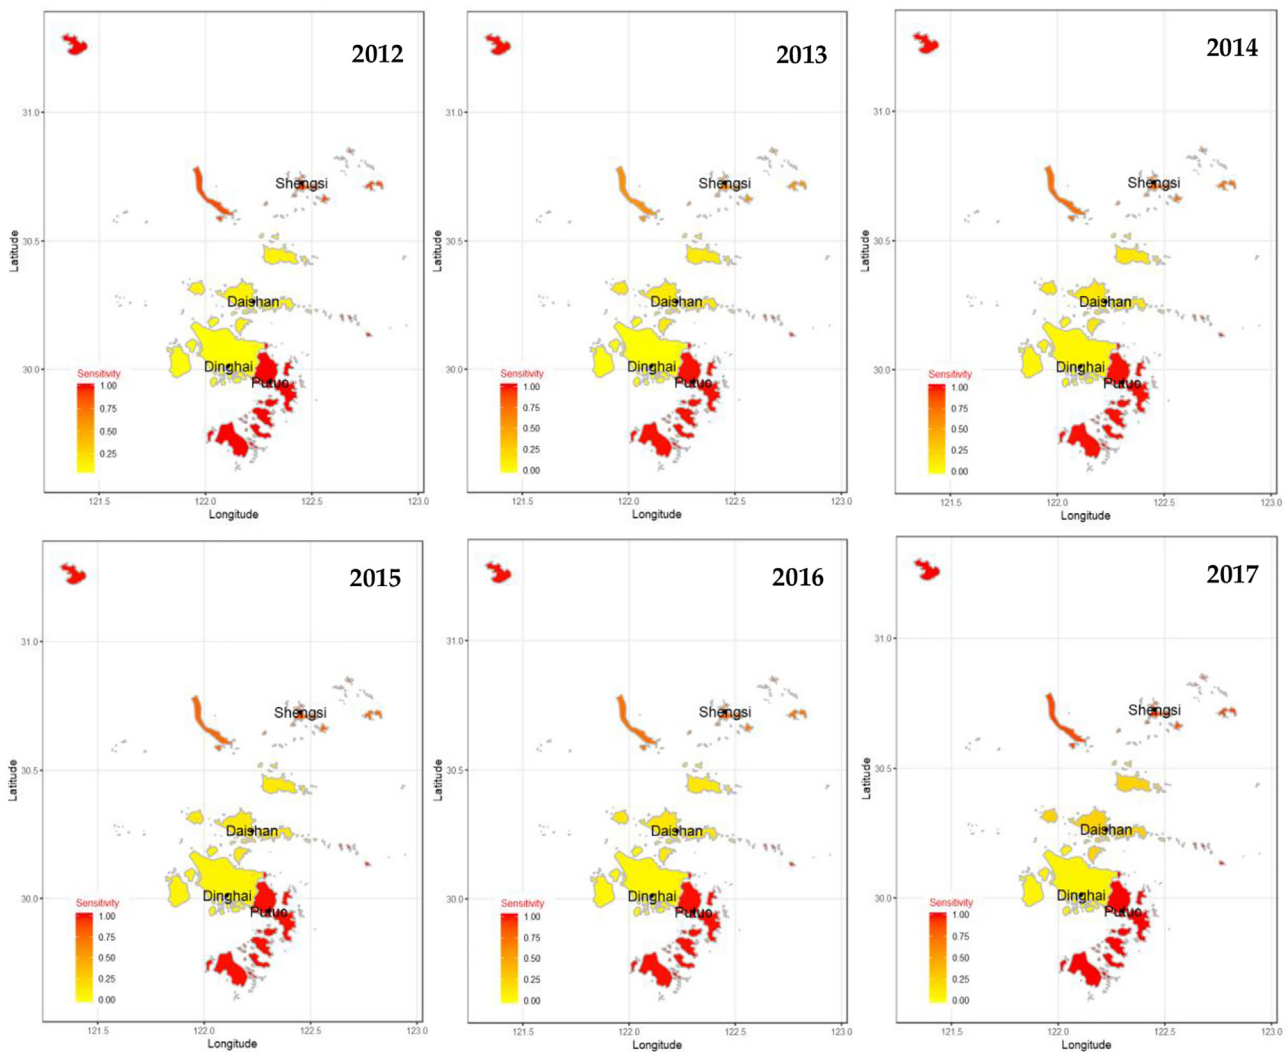 2012
31.0
Shengsi
30.5
Latitude
Daishan
30.0
Dinghai
Putuo
Sensitivity
1.00
0.75
0.50
0.25
121.5
122.0
122.5
123.0
Longitude
2013
31.0
Shengsi
30.5
Latitude
Daishan
30.0
Dinghai
Putuo
Sensitivity
1.00
0.75
0.50
0.25
0.00
121.5
122.0
122.5
123.0
Longitude
2014
31.0
Shengsi
30.5
Latitude
Daishan
30.0
Dinghai
Putuo
Sensitivity
1.00
0.75
0.50
0.25
0.00
121.5
122.0
122.5
123.0
Longitude
2015
31.0
Shengsi
30.5
Latitude
Daishan
30.0
Dinghai
Putuo
Sensitivity
1.00
0.75
0.50
0.25
0.00
121.5
122.0
122.5
123.0
Longitude
2016
31.0
Shengsi
30.5
Latitude
Daishan
30.0
Dinghai
Putuo
Sensitivity
1.00
0.75
0.50
0.25
0.00
121.5
122.0
122.5
123.0
Longitude
2017
31.0
Shengsi
30.5
Latitude
Daishan
30.0
Dinghai
Putuo
Sensitivity
1.00
0.75
0.50
0.25
0.00
121.5
122.0
122.5
123.0
Longitude